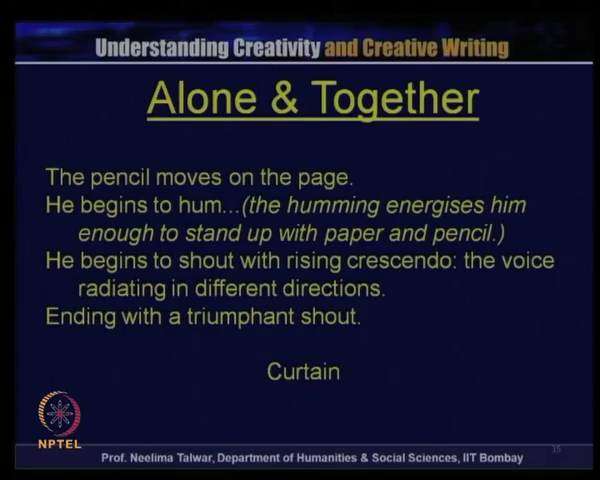 Understanding Creativity and Creative Writing
Alone & Together
The pencil moves on the page.
He begins to hum...(the humming energises him
enough to stand up with paper and pencil.)
He begins to shout with rising crescendo: the voice
radiating in different directions.
Ending with a triumphant shout.
Curtain
NPTEL
15
Prof. Neelima Talwar, Department of Humanities & Social Sciences, IIT Bombay